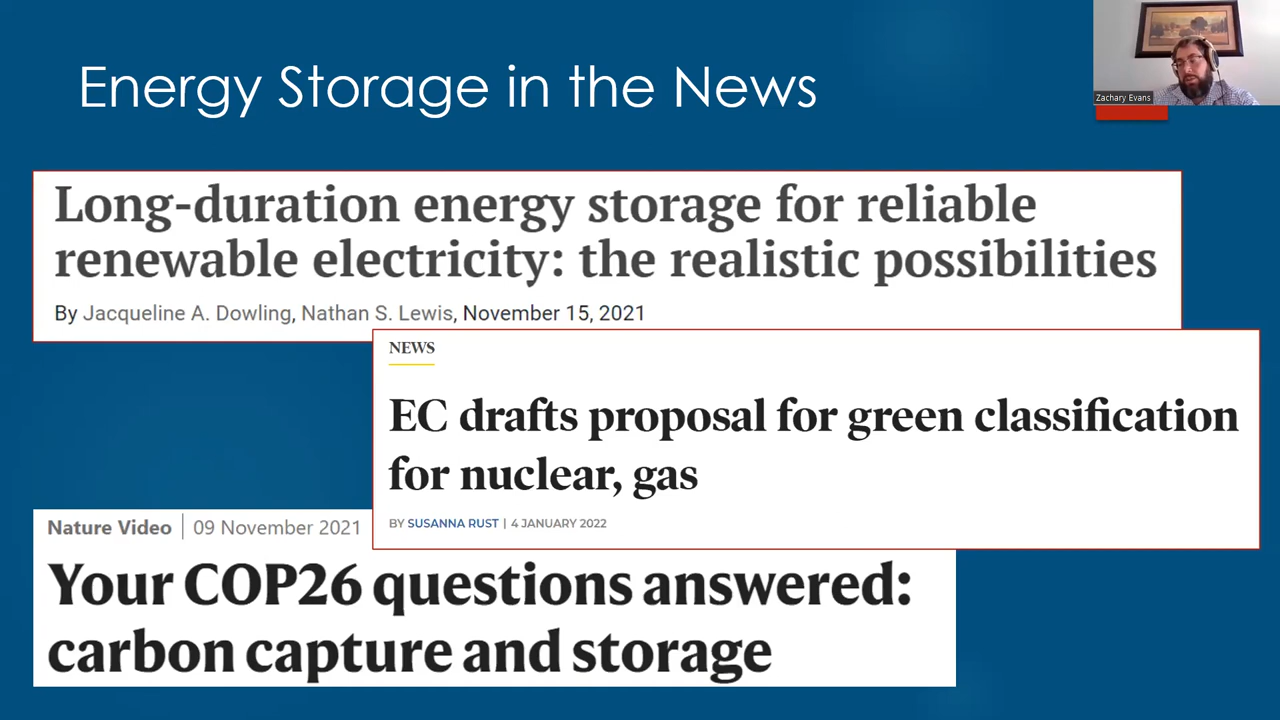 Energy Storage in the News
Zachary Evans
Long-duration energy storage for reliable
renewable electricity: the realistic possibilities
By Jacqueline A. Dowling, Nathan S. Lewis, November 15, 2021
NEWS
EC drafts proposal for green classification
for nuclear, gas
BY SUSANNA RUST | 4 JANUARY 2022
Nature Video | 09 November 2021
Your COP26 questions answered:
carbon capture and storage